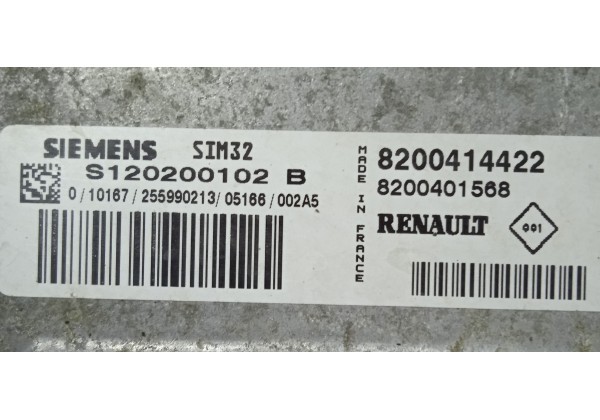 SIEMENS SIM32
S120200102 B
0/10167/255990213/05166/002A5
MADE IN FRANCE
8200414422
8200401568
RENAULT 001